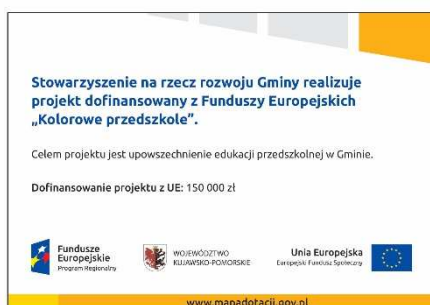 Stowarzyszenie na rzecz rozwoju Gminy realizuje
projekt dofinansowany z Funduszy Europejskich
„Kolorowe przedszkole”.
Celem projektu jest upowszechnienie edukacji przedszkolnej w Gminie.
Dofinansowanie projektu z UE: 150 000 zł
Fundusze
Europejskie
Program Regionalny
WOJEWÓDZTWO
KUJAWSKO-POMORSKIE
Unia Europejska
Europejski Fundusz Społeczny
www.mapadotacji.gov.pl